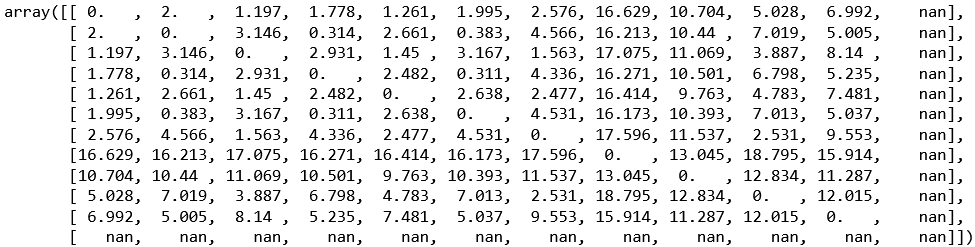 array([[ 0.   ,  2.   ,  1.197,  1.778,  1.261,  1.995,  2.576, 16.629, 10.704,  5.028,  6.992,    nan],
       [ 2.   ,  0.   ,  3.146,  0.314,  2.661,  0.383,  4.566, 16.213, 10.44 ,  7.019,  5.005,    nan],
       [ 1.197,  3.146,  0.   ,  2.931,  1.45 ,  3.167,  1.563, 17.075, 11.069,  3.887,  8.14 ,    nan],
       [ 1.778,  0.314,  2.931,  0.   ,  2.482,  0.311,  4.336, 16.271, 10.501,  6.798,  5.235,    nan],
       [ 1.261,  2.661,  1.45 ,  2.482,  0.   ,  2.638,  2.477, 16.414,  9.763,  4.783,  7.481,    nan],
       [ 1.995,  0.383,  3.167,  0.311,  2.638,  0.   ,  4.531, 16.173, 10.393,  7.013,  5.037,    nan],
       [ 2.576,  4.566,  1.563,  4.336,  2.477,  4.531,  0.   , 17.596, 11.537,  2.531,  9.553,    nan],
       [16.629, 16.213, 17.075, 16.271, 16.414, 16.173, 17.596,  0.   , 13.045, 18.795, 15.914,    nan],
       [10.704, 10.44 , 11.069, 10.501,  9.763, 10.393, 11.537, 13.045,  0.   , 12.834, 11.287,    nan],
       [ 5.028,  7.019,  3.887,  6.798,  4.783,  7.013,  2.531, 18.795, 12.834,  0.   , 12.015,    nan],
       [ 6.992,  5.005,  8.14 ,  5.235,  7.481,  5.037,  9.553, 15.914, 11.287, 12.015,  0.   ,    nan],
       [   nan,    nan,    nan,    nan,    nan,    nan,    nan,    nan,    nan,    nan,    nan,    nan]])